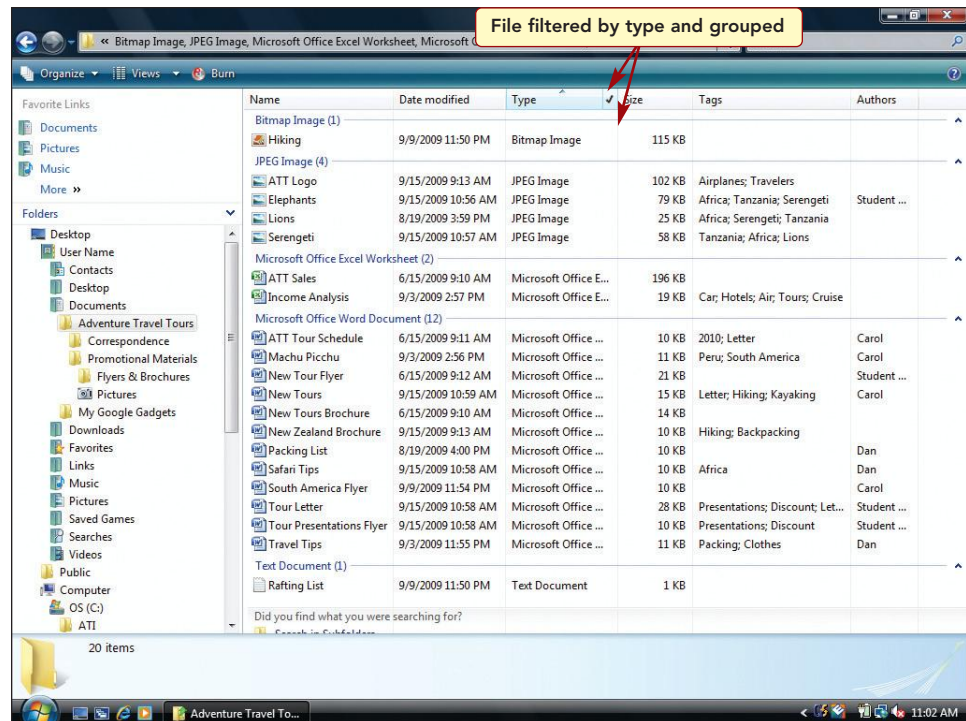 File filtered by type and grouped
« Bitmap Image, JPEG Image, Microsoft Office Excel Worksheet, Microsoft
Organize Views Burn
Favorite Links
Documents
Pictures
Music
More »
Folders
Desktop
User Name
Contacts
Desktop
Documents
Adventure Travel Tours
Correspondence
Promotional Materials
Flyers & Brochures
Pictures
My Google Gadgets
Downloads
Favorites
Links
Music
Pictures
Saved Games
Searches
Videos
Public
Computer
OS (C:)
ATI
Name Date modified Type Size Tags Authors
Bitmap Image (1)
Hiking 9/9/2009 11:50 PM Bitmap Image 115 KB
JPEG Image (4)
ATT Logo 9/15/2009 9:13 AM JPEG Image 102 KB Airplanes; Travelers
Elephants 9/15/2009 10:56 AM JPEG Image 79 KB Africa; Tanzania; Serengeti Student ...
Lions 8/19/2009 3:59 PM JPEG Image 25 KB Africa; Serengeti; Tanzania
Serengeti 9/15/2009 10:57 AM JPEG Image 58 KB Tanzania; Africa; Lions
Microsoft Office Excel Worksheet (2)
ATT Sales 6/15/2009 9:10 AM Microsoft Office E... 196 KB
Income Analysis 9/3/2009 2:57 PM Microsoft Office E... 19 KB Car; Hotels; Air; Tours; Cruise
Microsoft Office Word Document (12)
ATT Tour Schedule 6/15/2009 9:11 AM Microsoft Office ... 10 KB 2010; Letter Carol
Machu Picchu 9/3/2009 2:56 PM Microsoft Office ... 11 KB Peru; South America Carol
New Tour Flyer 6/15/2009 9:12 AM Microsoft Office ... 21 KB Student ...
New Tours 9/15/2009 10:59 AM Microsoft Office ... 15 KB Letter; Hiking; Kayaking Carol
New Tours Brochure 6/15/2009 9:10 AM Microsoft Office ... 14 KB
New Zealand Brochure 9/15/2009 9:13 AM Microsoft Office ... 10 KB Hiking; Backpacking
Packing List 8/19/2009 4:00 PM Microsoft Office ... 10 KB Dan
Safari Tips 9/15/2009 10:58 AM Microsoft Office ... 10 KB Africa Dan
South America Flyer 9/9/2009 11:54 PM Microsoft Office ... 10 KB Carol
Tour Letter 9/15/2009 10:58 AM Microsoft Office ... 28 KB Presentations; Discount; Let... Student ...
Tour Presentations Flyer 9/15/2009 10:58 AM Microsoft Office ... 10 KB Presentations; Discount Student ...
Travel Tips 9/3/2009 11:55 PM Microsoft Office ... 11 KB Packing; Clothes Dan
Text Document (1)
Rafting List 9/9/2009 11:50 PM Text Document 1 KB
Did you find what you were searching for?
20 items
Adventure Travel To...
11:02 AM